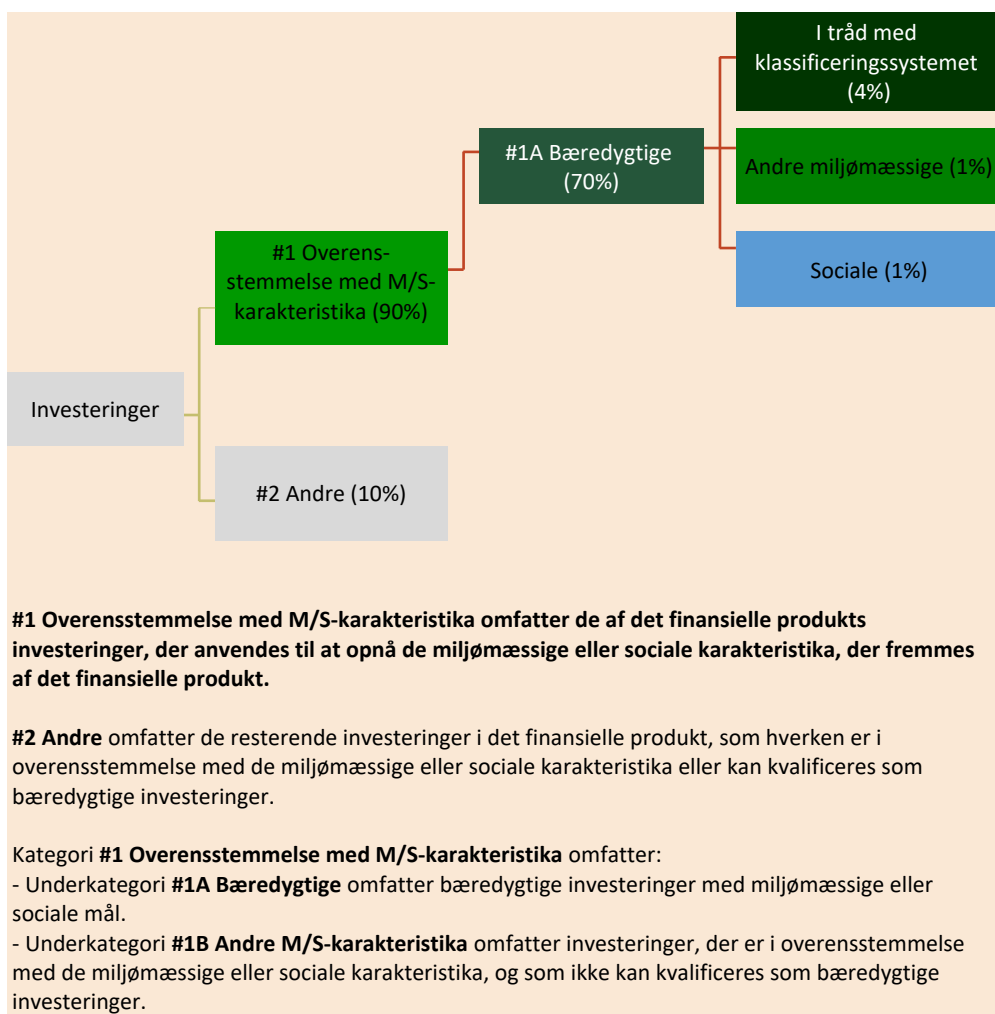 I tråd med
klassificeringssystemet
(4%)
#1A Bæredygtige
(70%)
Andre miljømæssige (1%)
#1 Overens-
stemmelse med M/S-
karakteristika (90%)
Sociale (1%)
Investeringer
#2 Andre (10%)
#1 Overensstemmelse med M/S-karakteristika omfatter de af det finansielle produkts
investeringer, der anvendes til at opnå de miljømæssige eller sociale karakteristika, der fremmes
af det finansielle produkt.
#2 Andre omfatter de resterende investeringer i det finansielle produkt, som hverken er i
overensstemmelse med de miljømæssige eller sociale karakteristika eller kan kvalificeres som
bæredygtige investeringer.
Kategori #1 Overensstemmelse med M/S-karakteristika omfatter:
- Underkategori #1A Bæredygtige omfatter bæredygtige investeringer med miljømæssige eller
sociale mål.
- Underkategori #1B Andre M/S-karakteristika omfatter investeringer, der er i overensstemmelse
med de miljømæssige eller sociale karakteristika, og som ikke kan kvalificeres som bæredygtige
investeringer.